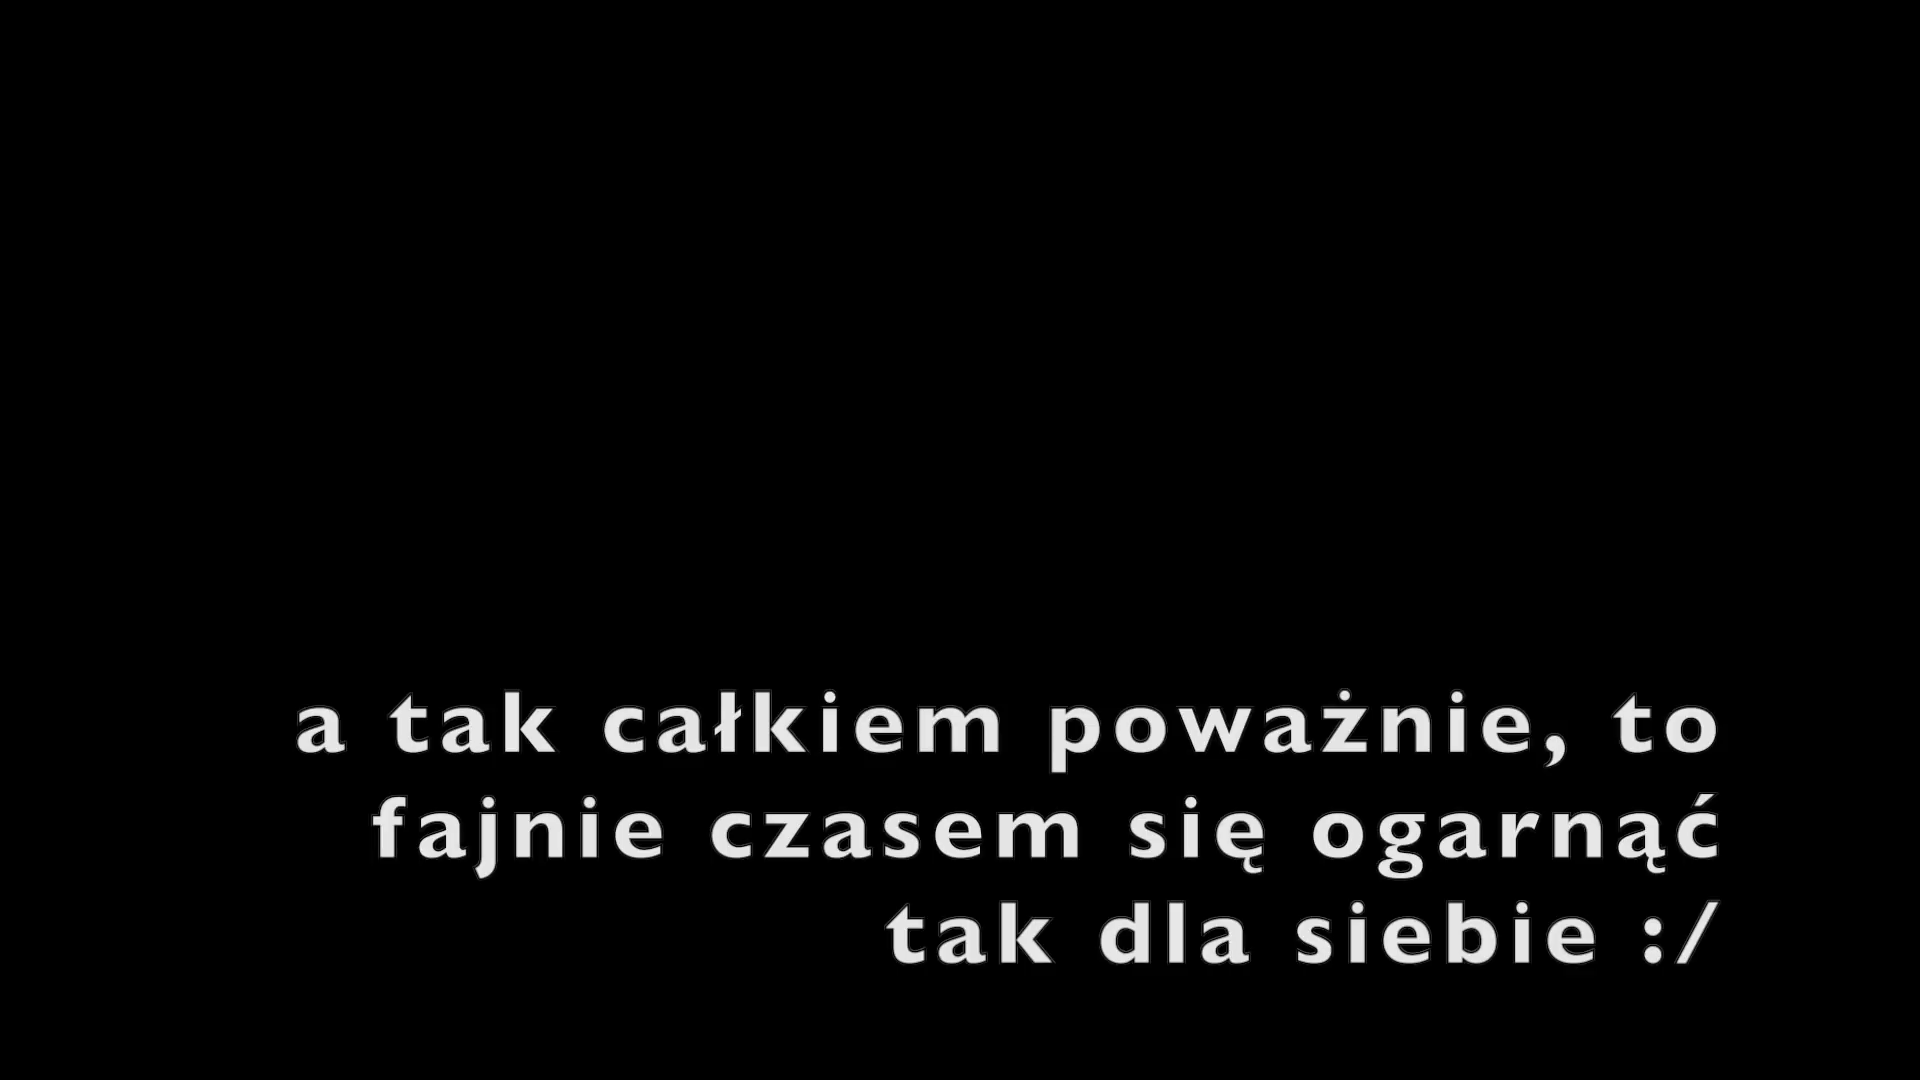 a tak całkiem poważnie, to
fajnie czasem się ogarnąć
tak dla siebie :/